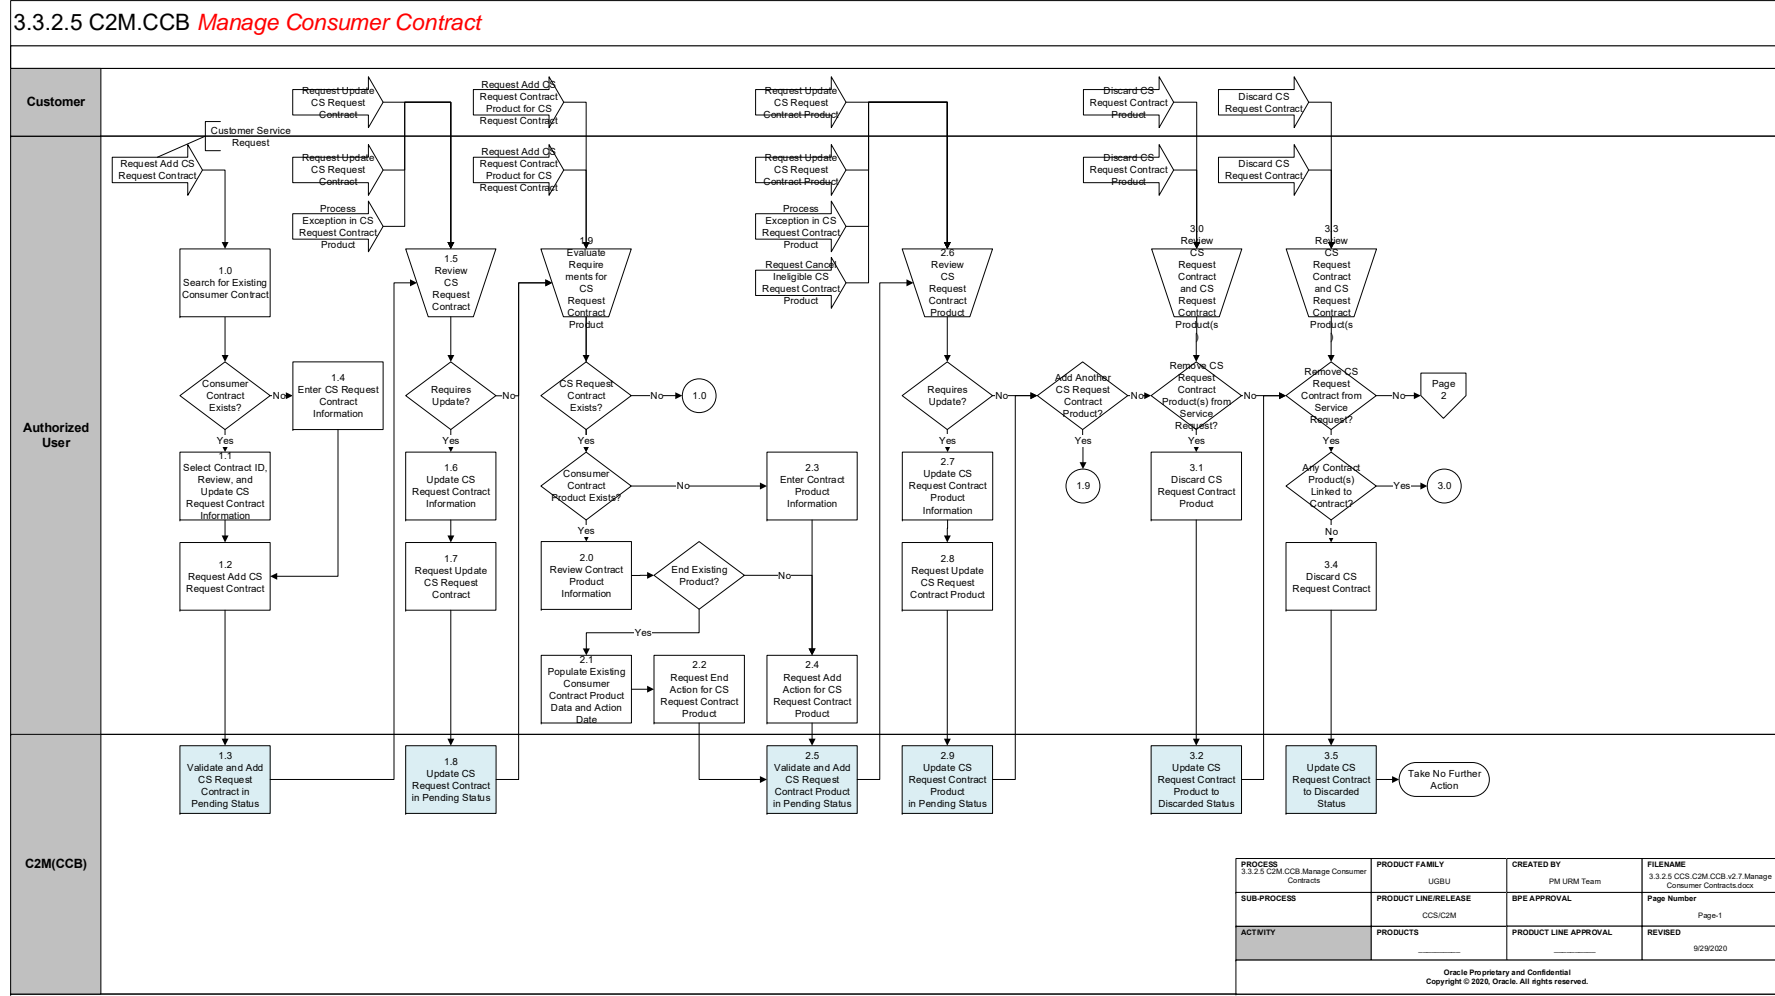 3.3.2.5 C2M.CCB Manage Consumer Contract
Customer
Request Update
CS Request
Contract
Request Add CS
Request Contract
Product for CS
Request Contract
Request Update
CS Request
Contract Product
Discard CS
Request Contract
Product
Discard CS
Request Contract
Customer Service
Request
Authorized
User
Request Add CS
Request Contract
Request Update
CS Request
Contract
Request Add CS
Request Contract
Product for CS
Request Contract
Request Update
CS Request
Contract Product
Discard CS
Request Contract
Product
Discard CS
Request Contract
Process
Exception in CS
Request Contract
Product
Process
Exception in CS
Request Contract
Product
Request Cancel
Ineligible CS
Request Contract
Product
1.0
Search for Existing
Consumer Contract
1.5
Review
CS
Request
Contract
1.9
Evaluate
Require
ments for
CS
Request
Contract
Product
2.6
Review
CS
Request
Contract
Product
3.0
Review
CS
Request
Contract
and CS
Request
Contract
Product(s
)
3.3
Review
CS
Request
Contract
and CS
Request
Contract
Product(s
)
Consumer
Contract
Exists?
No
1.4
Enter CS Request
Contract
Information
Requires
Update?
No
CS Request
Contract
Exists?
No
1.0
Requires
Update?
No
Add Another
CS Request
Contract
Product?
No
Remove CS
Request
Contract
Product(s) from
Service
Request?
No
Remove CS
Request
Contract from
Service
Request?
No
Page
2
Yes
Yes
Yes
Yes
Yes
Yes
Yes
1.1
Select Contract ID,
Review, and
Update CS
Request Contract
Information
1.6
Update CS
Request Contract
Information
Consumer
Contract
Product Exists?
No
2.3
Enter Contract
Product
Information
2.7
Update CS
Request Contract
Product
Information
1.9
3.1
Discard CS
Request Contract
Product
Any Contract
Product(s)
Linked to
Contract?
Yes
3.0
Yes
No
1.2
Request Add CS
Request Contract
1.7
Request Update
CS Request
Contract
2.0
Review Contract
Product
Information
End Existing
Product?
No
2.8
Request Update
CS Request
Contract Product
3.4
Discard CS
Request Contract
Yes
2.1
Populate Existing
Consumer
Contract Product
Data and Action
Date
2.2
Request End
Action for CS
Request Contract
Product
2.4
Request Add
Action for CS
Request Contract
Product
C2M(CCB)
1.3
Validate and Add
CS Request
Contract in
Pending Status
1.8
Update CS
Request Contract
in Pending Status
2.5
Validate and Add
CS Request
Contract Product
in Pending Status
2.9
Update CS
Request Contract
Product
in Pending Status
3.2
Update CS
Request Contract
Product to
Discarded Status
3.5
Update CS
Request Contract
to Discarded
Status
Take No Further
Action
PROCESS
3.3.2.5 C2M.CCB.Manage Consumer
Contracts
PRODUCT FAMILY
UGBU
CREATED BY
PM URM Team
FILENAME
3.3.2.5 CCS.C2M.CCB.v2.7.Manage
Consumer Contracts.docx
SUB-PROCESS
PRODUCT LINE/RELEASE
CCS/C2M
BPE APPROVAL
Page Number
Page-1
ACTIVITY
PRODUCTS
PRODUCT LINE APPROVAL
REVISED
9/29/2020
Oracle Proprietary and Confidential
Copyright © 2020, Oracle. All rights reserved.